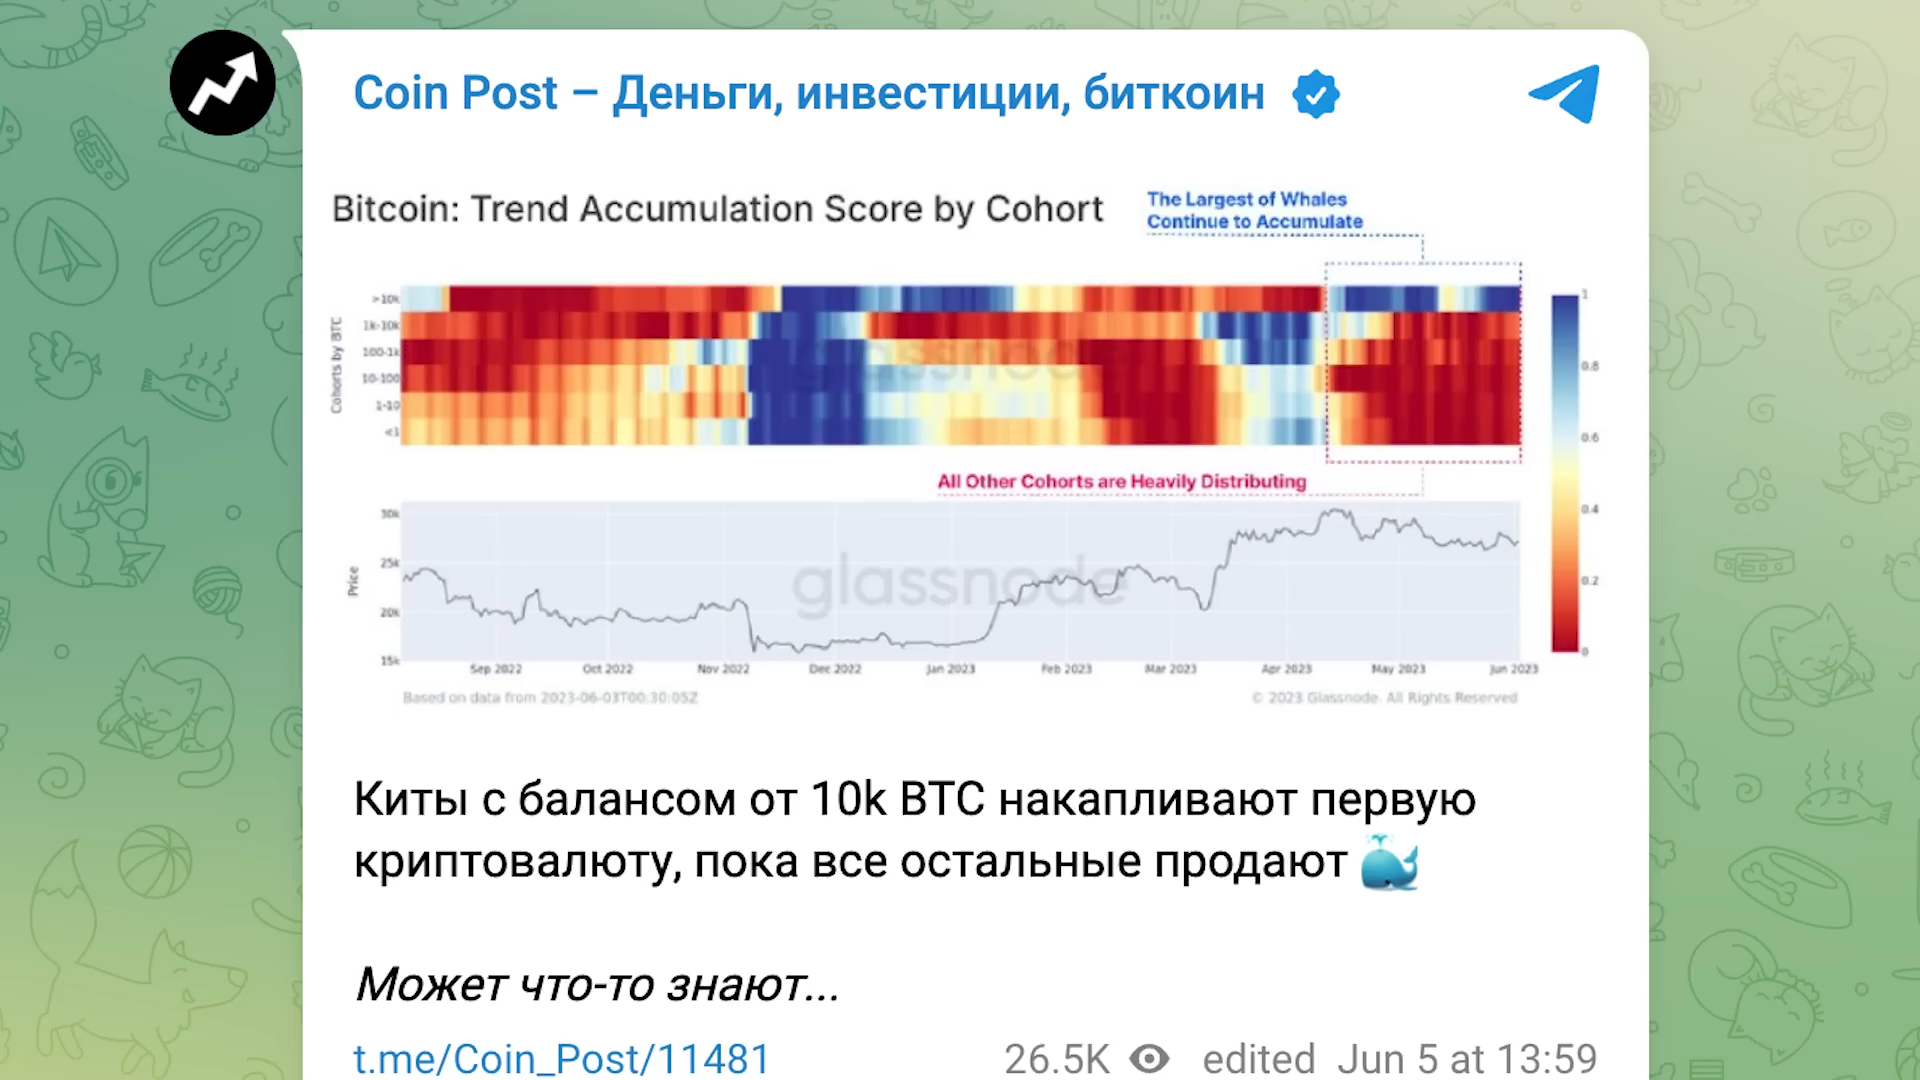 Coin Post – Деньги, инвестиции, биткоин
Bitcoin: Trend Accumulation Score by Cohort
The Largest of Whales
Continue to Accumulate
Cohorts by BTC
>10k
1k-10k
100-1k
10-100
1-10
<1
glassnode
1
0.8
0.6
0.4
0.2
0
All Other Cohorts are Heavily Distributing
Price
30k
25k
20k
15k
glassnode
Sep 2022
Oct 2022
Nov 2022
Dec 2022
Jan 2023
Feb 2023
Mar 2023
Apr 2023
May 2023
Jun 2023
Based on data from 2023-06-03T00:30:05Z
© 2023 Glassnode. All Rights Reserved
Киты с балансом от 10k BTC накапливают первую
криптовалюту, пока все остальные продают
Может что-то знают...
t.me/Coin_Post/11481
26.5K edited Jun 5 at 13:59